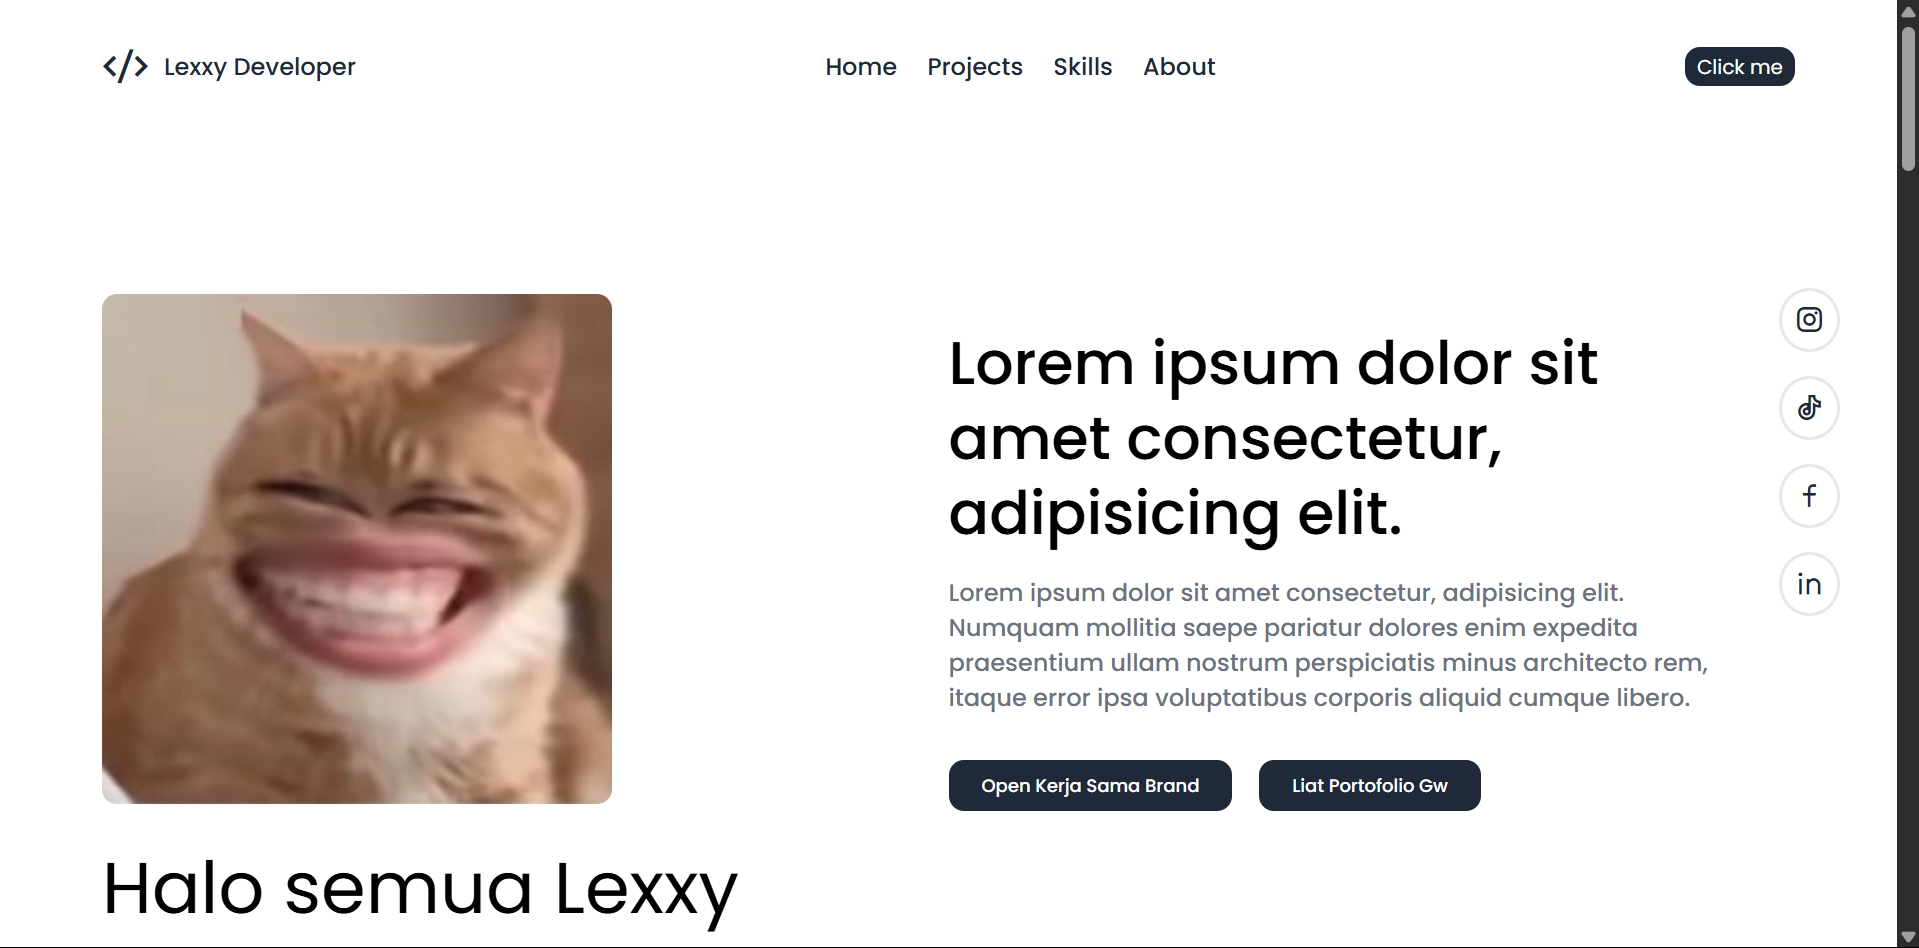 </> Lexxy Developer
Home Projects Skills About
Click me
Lorem ipsum dolor sit
amet consectetur,
adipisicing elit.
Lorem ipsum dolor sit amet consectetur, adipisicing elit.
Numquam mollitia saepe pariatur dolores enim expedita
praesentium ullam nostrum perspiciatis minus architecto rem,
itaque error ipsa voluptatibus corporis aliquid cumque libero.
Open Kerja Sama Brand
Liat Portofolio Gw
f
in
Halo semua Lexxy